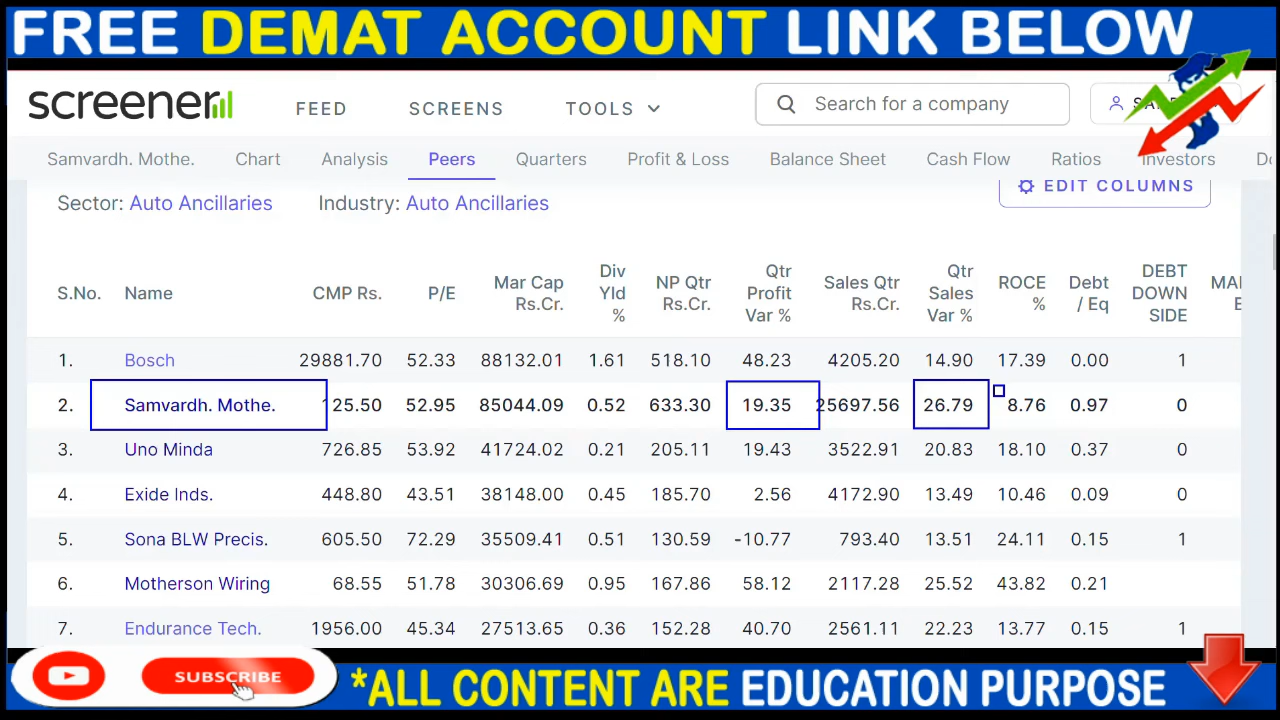 FREE DEMAT ACCOUNT LINK BELOW
screener
FEED SCREENS TOOLS Search for a company
Samvardh. Mothe. Chart Analysis Peers Quarters Profit & Loss Balance Sheet Cash Flow Ratios Investors
Sector: Auto Ancillaries Industry: Auto Ancillaries EDIT COLUMNS
S.No. Name CMP Rs. P/E Mar Cap Rs.Cr. Div Yld % NP Qtr Rs.Cr. Qtr Profit Var % Sales Qtr Rs.Cr. Qtr Sales Var % ROCE % Debt / Eq DEBT DOWN SIDE
1. Bosch 29881.70 52.33 88132.01 1.61 518.10 48.23 4205.20 14.90 17.39 0.00 1
2. Samvardh. Mothe. 125.50 52.95 85044.09 0.52 633.30 19.35 25697.56 26.79 8.76 0.97 0
3. Uno Minda 726.85 53.92 41724.02 0.21 205.11 19.43 3522.91 20.83 18.10 0.37 0
4. Exide Inds. 448.80 43.51 38148.00 0.45 185.70 2.56 4172.90 13.49 10.46 0.09 0
5. Sona BLW Precis. 605.50 72.29 35509.41 0.51 130.59 -10.77 793.40 13.51 24.11 0.15 1
6. Motherson Wiring 68.55 51.78 30306.69 0.95 167.86 58.12 2117.28 25.52 43.82 0.21
7. Endurance Tech. 1956.00 45.34 27513.65 0.36 152.28 40.70 2561.11 22.23 13.77 0.15 1
SUBSCRIBE
*ALL CONTENT ARE EDUCATION PURPOSE